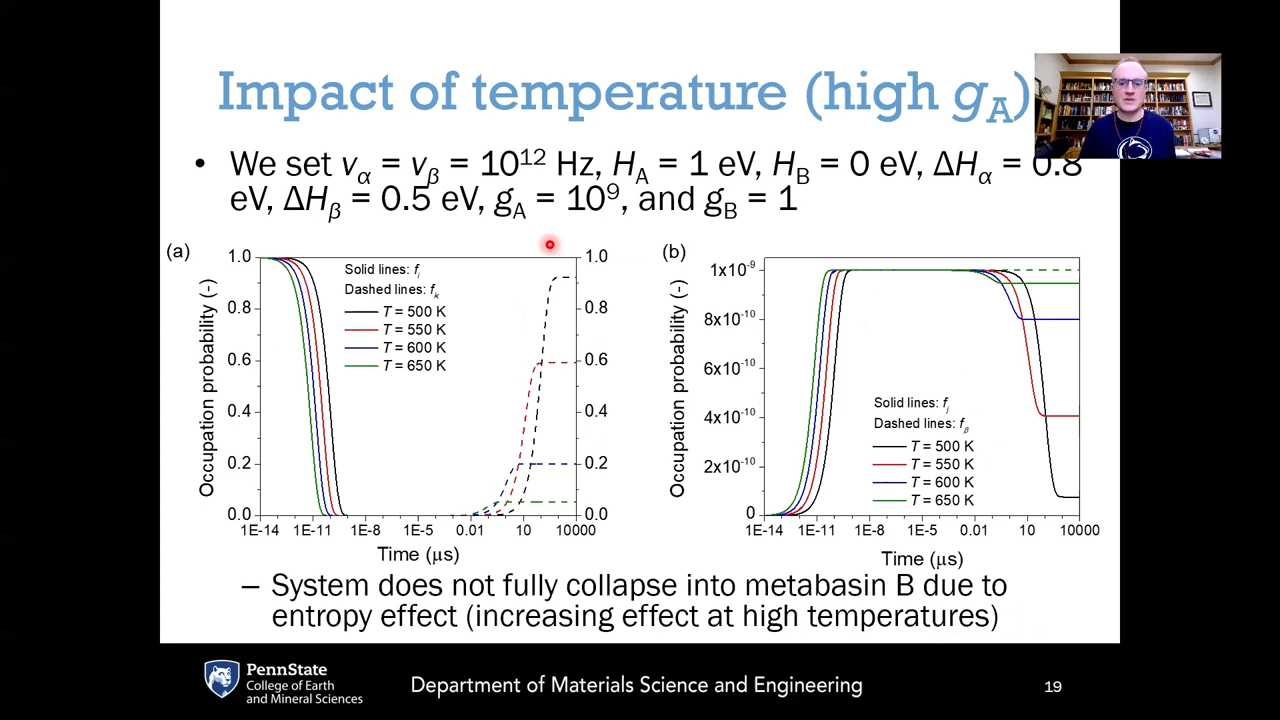 Impact of temperature (high gA)
• We set να = νβ = 10¹² Hz, HA = 1 eV, HB = 0 eV, ΔHα = 0.8
eV, ΔHβ = 0.5 eV, gA = 10⁹, and gB = 1
(a)
Occupation probability (-)
1.0
0.8
0.6
0.4
0.2
0.0
Solid lines: fi
Dashed lines: fk
T = 500 K
T = 550 K
T = 600 K
T = 650 K
1.0
0.8
0.6
0.4
0.2
0.0
1E-14 1E-11 1E-8 1E-5 0.01 10 10000
Time (μs)
(b)
Occupation probability (-)
1x10⁻⁹
8x10⁻¹⁰
6x10⁻¹⁰
4x10⁻¹⁰
2x10⁻¹⁰
0
Solid lines: fj
Dashed lines: fβ
T = 500 K
T = 550 K
T = 600 K
T = 650 K
1E-14 1E-11 1E-8 1E-5 0.01 10 10000
Time (μs)
– System does not fully collapse into metabasin B due to
entropy effect (increasing effect at high temperatures)
PennState
College of Earth
and Mineral Sciences
Department of Materials Science and Engineering
19